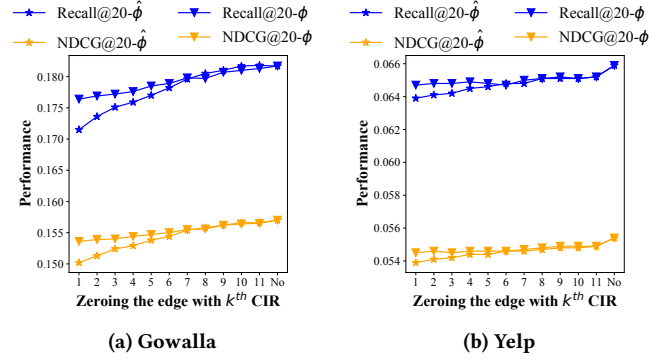 Recall@20-ϕ̂ Recall@20-ϕ
NDCG@20-ϕ̂ NDCG@20-ϕ
0.180
0.175
0.170
0.165
0.160
0.155
0.150
Performance
1 2 3 4 5 6 7 8 9 10 11 No
Zeroing the edge with kᵗʰ CIR
(a) Gowalla
Recall@20-ϕ̂ Recall@20-ϕ
NDCG@20-ϕ̂ NDCG@20-ϕ
0.066
0.064
0.062
0.060
0.058
0.056
0.054
Performance
1 2 3 4 5 6 7 8 9 10 11 No
Zeroing the edge with kᵗʰ CIR
(b) Yelp